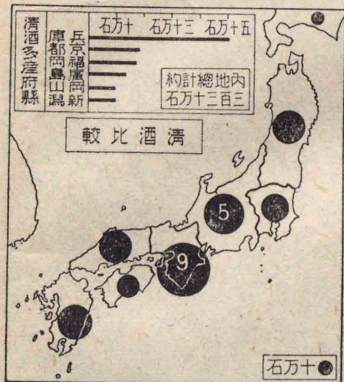 清酒多産府縣
十万石 三十万石 五十万石
兵庫
京都
福岡
廣島
岡山
新潟
内地總計約
三百三十万石
清酒比較
5
9
十万石